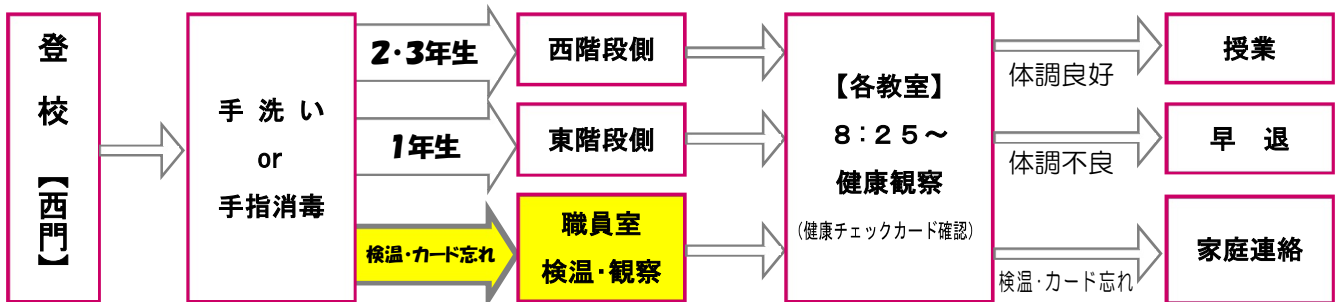 登校【西門】
手洗い
or
手指消毒
2・3年生
1年生
検温・カード忘れ
西階段側
東階段側
職員室
検温・観察
【各教室】
8:25～
健康観察
（健康チェックカード確認）
体調良好
体調不良
検温・カード忘れ
授業
早　退
家庭連絡